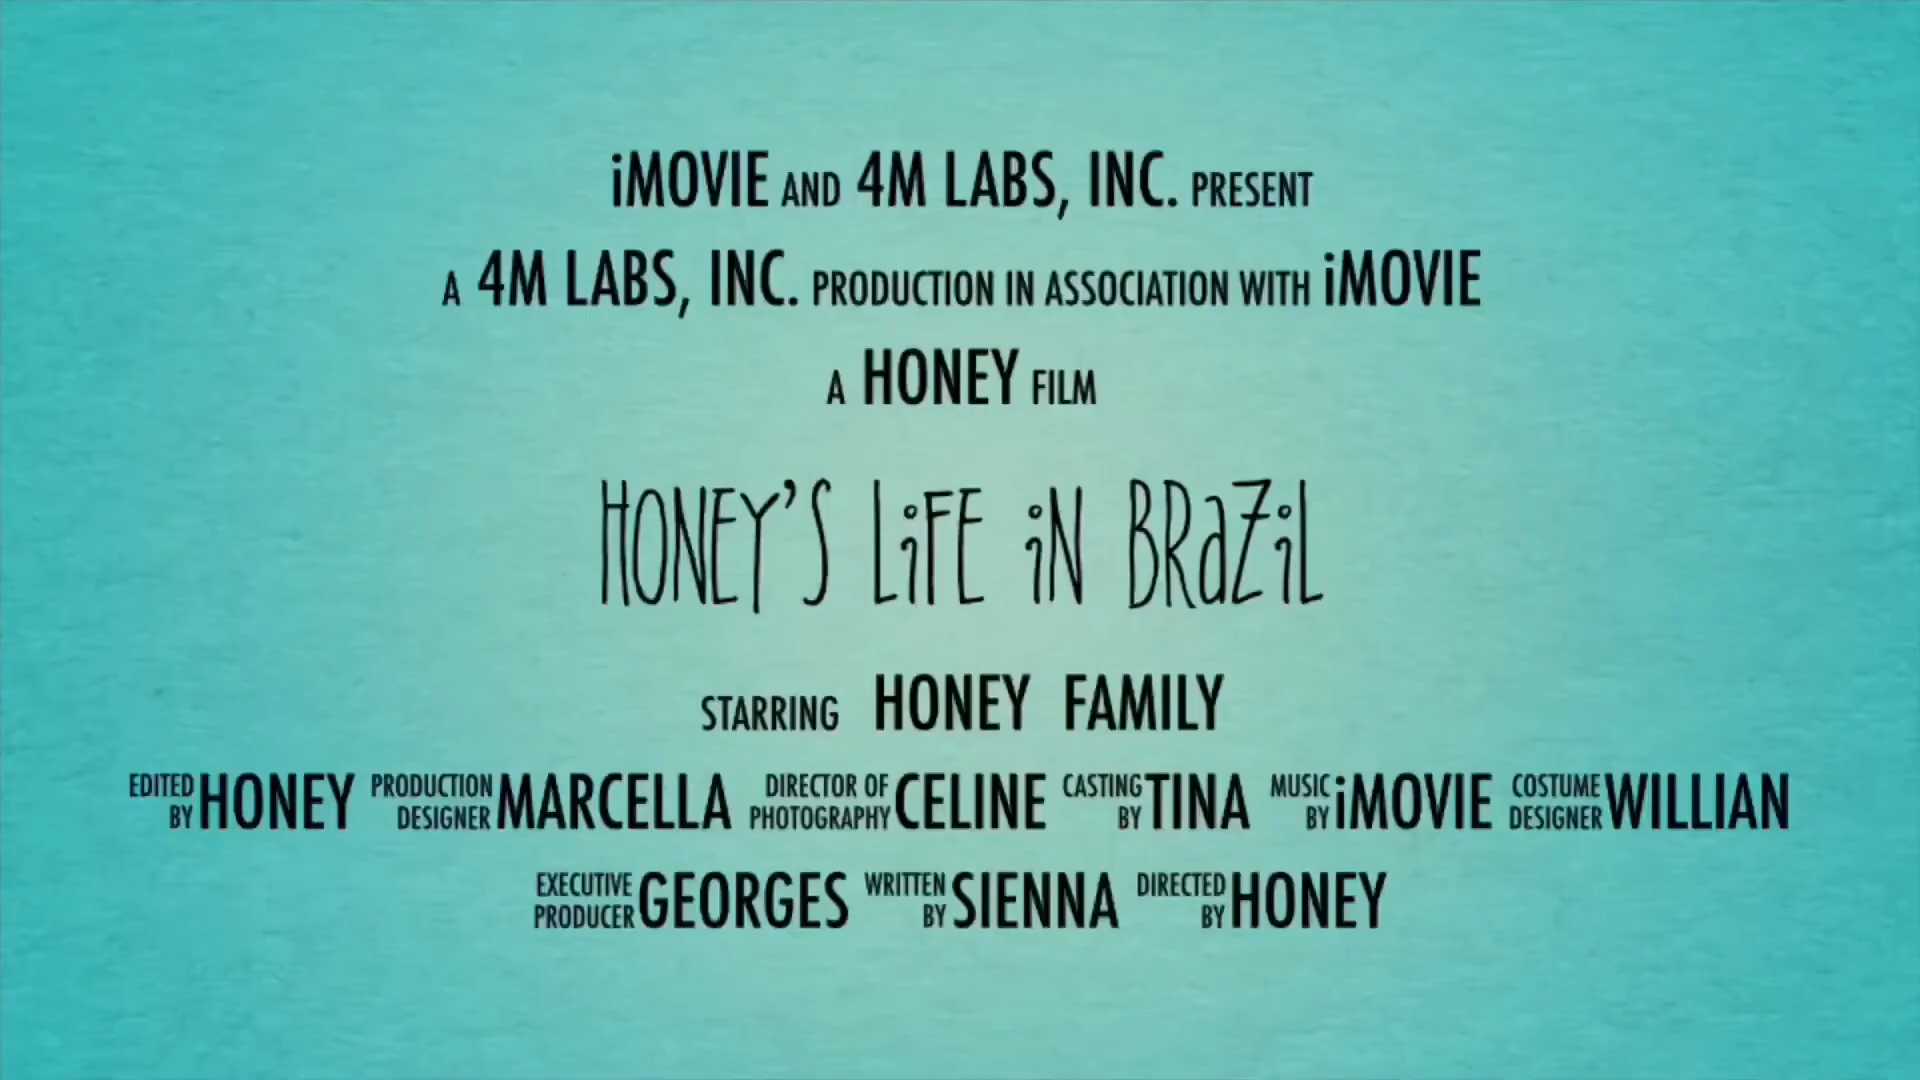 iMOVIE AND 4M LABS, INC. PRESENT
A 4M LABS, INC. PRODUCTION IN ASSOCIATION WITH iMOVIE
A HONEY FILM
HONEY'S LiFE iN BRaZiL
STARRING HONEY FAMILY
EDITED BY HONEY PRODUCTION DESIGNER MARCELLA DIRECTOR OF PHOTOGRAPHY CELINE CASTING BY TINA MUSIC BY iMOVIE COSTUME DESIGNER WILLIAN
EXECUTIVE PRODUCER GEORGES WRITTEN BY SIENNA DIRECTED BY HONEY